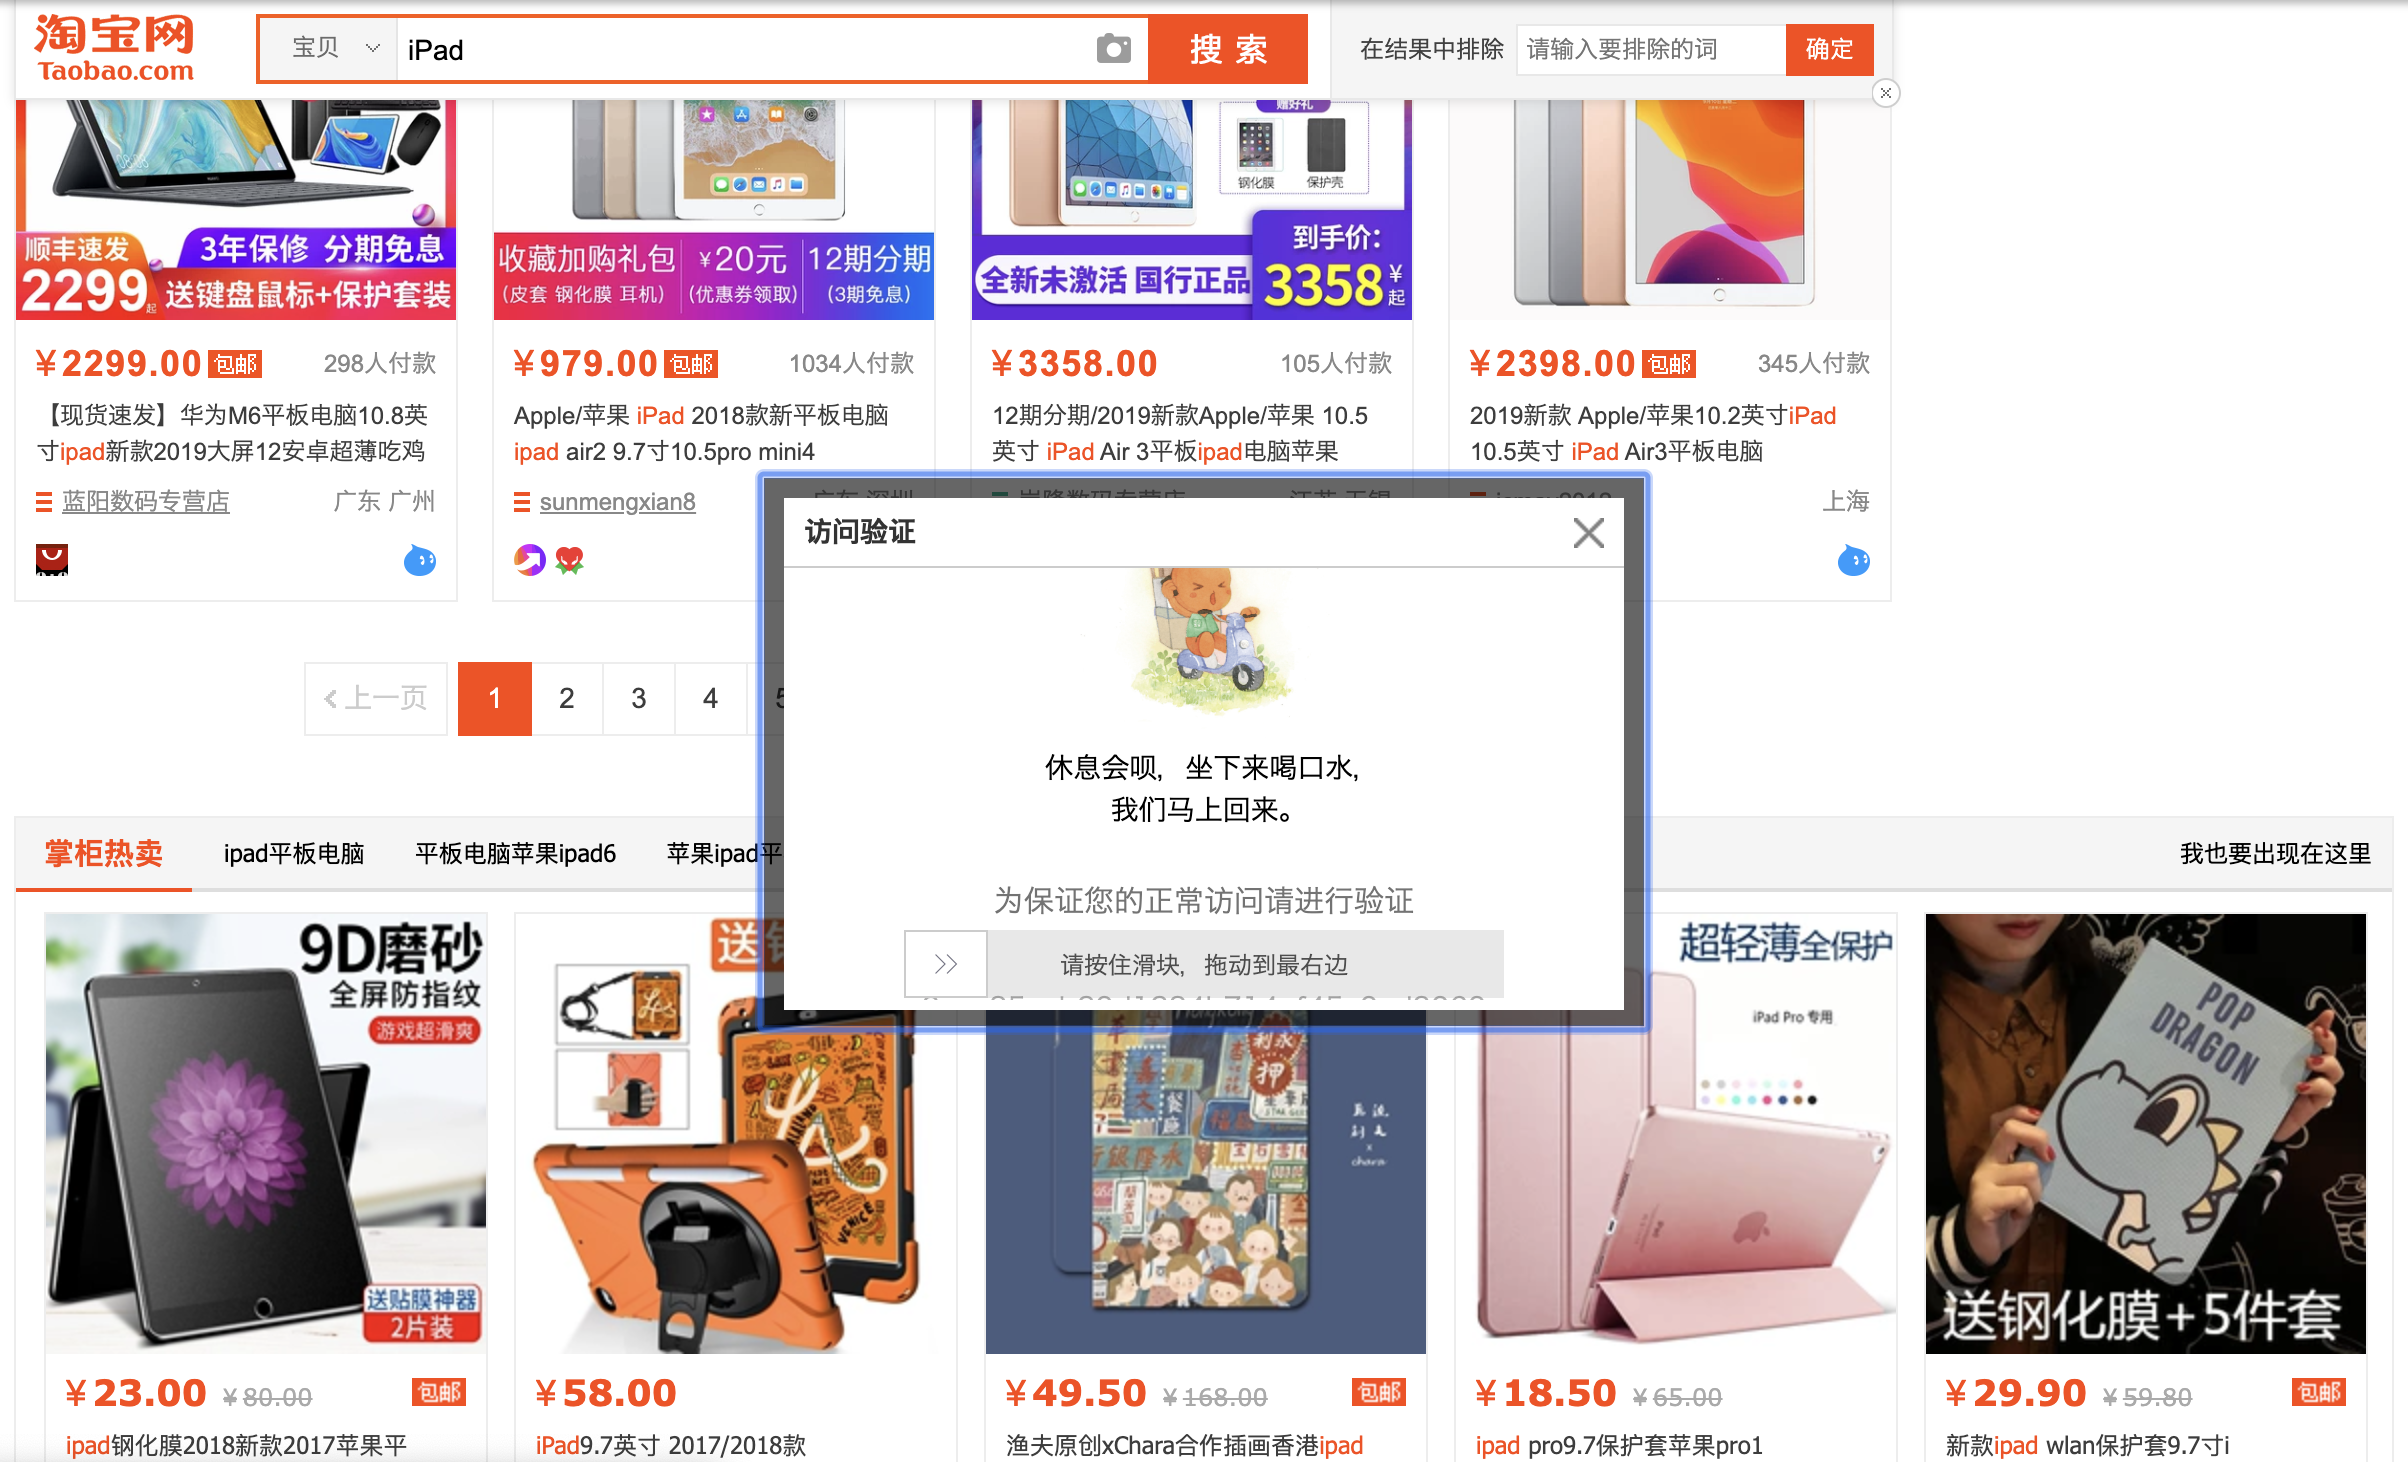 淘宝网
Taobao.com
宝贝
iPad
搜 索
在结果中排除
请输入要排除的词
确定
顺丰速发
2299起
3年保修 分期免息
送键盘鼠标+保护套装
收藏加购礼包
(皮套 钢化膜 耳机)
¥20元
(优惠券领取)
12期分期
(3期免息)
赠好礼
钢化膜
保护壳
全新未激活 国行正品
到手价:
3358¥起
¥2299.00 包邮 298人付款
【现货速发】华为M6平板电脑10.8英
寸ipad新款2019大屏12安卓超薄吃鸡
蓝阳数码专营店 广东 广州
¥979.00 包邮 1034人付款
Apple/苹果 iPad 2018款新平板电脑
ipad air2 9.7寸10.5pro mini4
sunmengxian8
¥3358.00 105人付款
12期分期/2019新款Apple/苹果 10.5
英寸 iPad Air 3平板ipad电脑苹果
¥2398.00 包邮 345人付款
2019新款 Apple/苹果10.2英寸iPad
10.5英寸 iPad Air3平板电脑
上海
访问验证
休息会呗，坐下来喝口水，
我们马上回来。
为保证您的正常访问请进行验证
请按住滑块，拖动到最右边
上一页
1
2
3
4
5
掌柜热卖
ipad平板电脑
平板电脑苹果ipad6
苹果ipad平
我也要出现在这里
9D磨砂
全屏防指纹
游戏超滑爽
送贴膜神器
2片装
送
VENICE
超轻薄全保护
iPad Pro 专用
POP
DRAGON
送钢化膜+5件套
¥23.00 ¥80.00 包邮
ipad钢化膜2018新款2017苹果平
¥58.00
iPad9.7英寸 2017/2018款
¥49.50 ¥168.00 包邮
渔夫原创xChara合作插画香港ipad
¥18.50 ¥65.00
ipad pro9.7保护套苹果pro1
¥29.90 ¥59.80 包邮
新款ipad wlan保护套9.7寸i